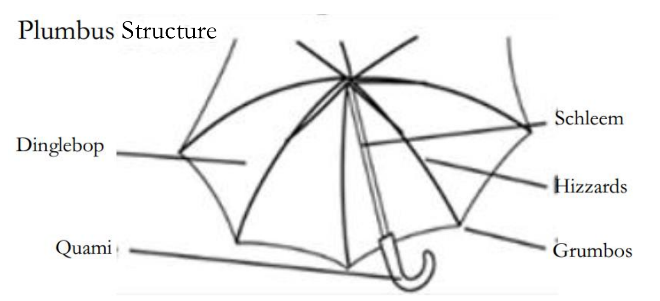 Plumbus Structure
Schleem
Dinglebop
Hizzards
Quami
Grumbos